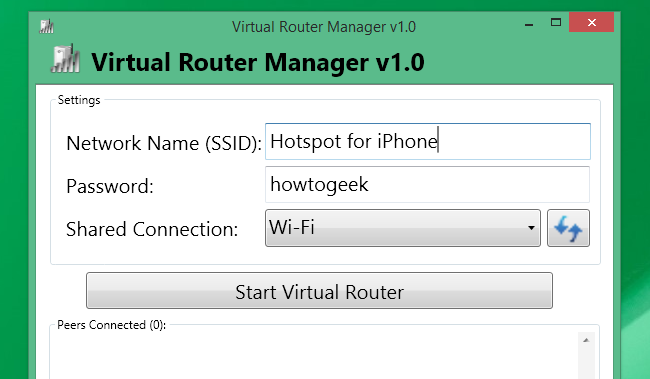 Virtual Router Manager v1.0
Virtual Router Manager v1.0
Settings
Network Name (SSID): Hotspot for iPhone
Password: howtogeek
Shared Connection: Wi-Fi
Start Virtual Router
Peers Connected (0):